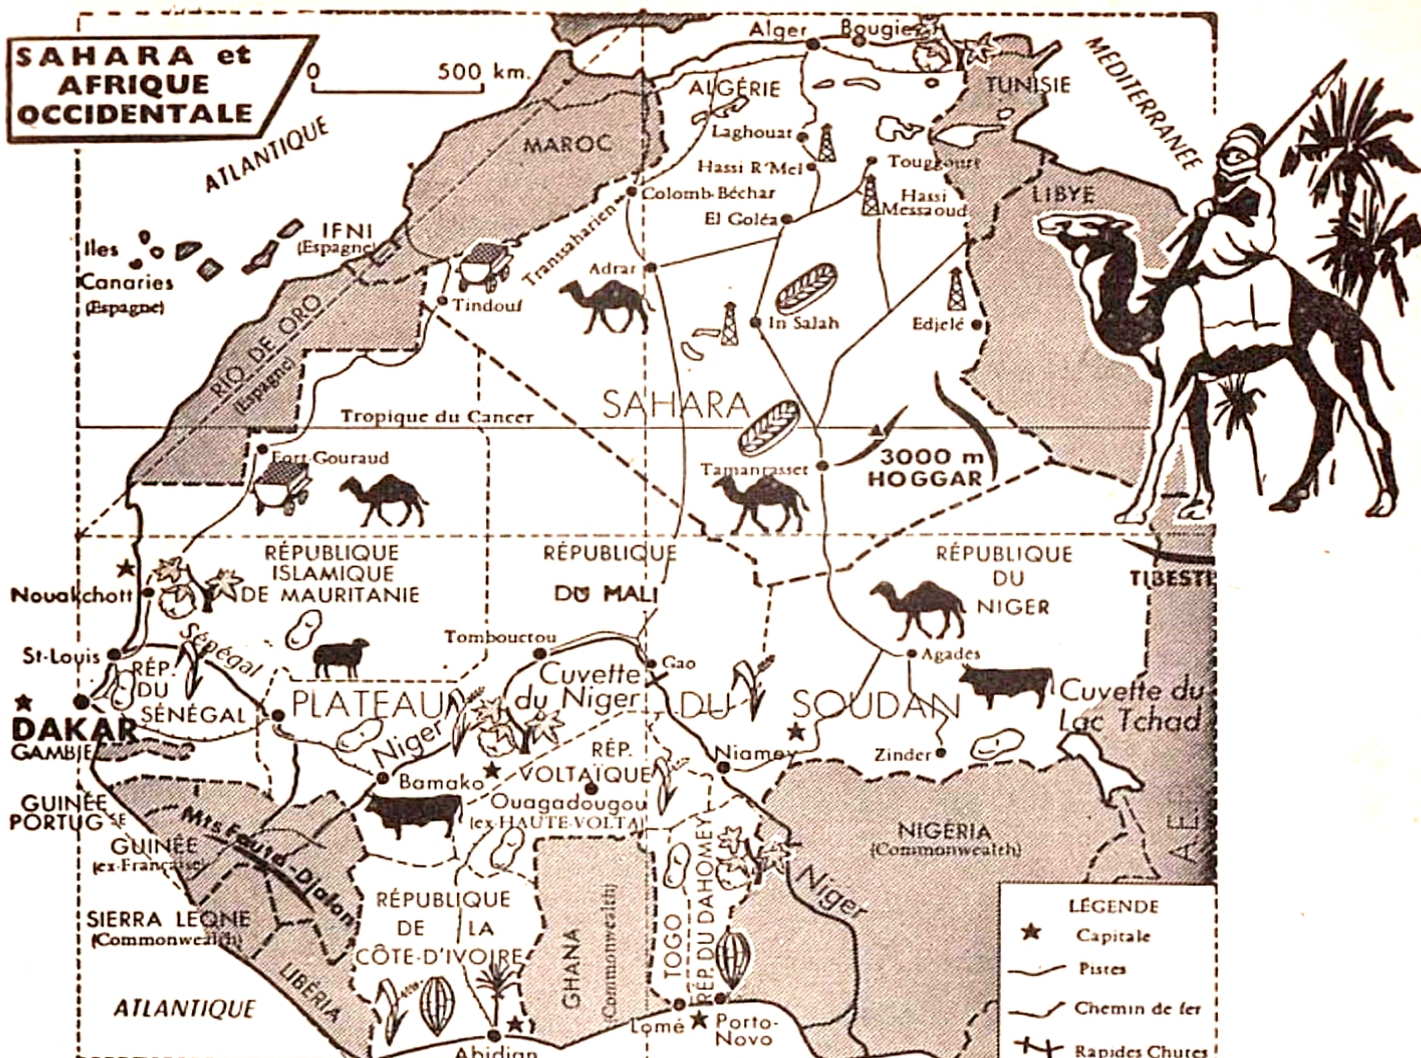 SAHARA et
AFRIQUE
OCCIDENTALE
0 500 km.
ATLANTIQUE
MÉDITERRANÉE
Alger
Bougie
ALGÉRIE
TUNISIE
MAROC
Laghouat
Hassi R'Mel
Touggourt
Colomb-Béchar
Hassi
Messaoud
El Goléa
LIBYE
IFNI
(Espagne)
Iles
Canaries
(Espagne)
Transsaharien
Adrar
Tindouf
In Salah
Edjelé
RIO DE ORO
(Espagne)
SAHARA
Tropique du Cancer
Fort-Gouraud
Tamanrasset
3000 m
HOGGAR
RÉPUBLIQUE
ISLAMIQUE
DE MAURITANIE
RÉPUBLIQUE
DU MALI
RÉPUBLIQUE
DU
NIGER
TIBESTI
Nouakchott
St-Louis
Sénégal
Tombouctou
Gao
Agadés
RÉP.
DU
SÉNÉGAL
DAKAR
GAMBIE
PLATEAU DU SOUDAN
Cuvette
du Niger
Cuvette du
Lac Tchad
Niger
Bamako
RÉP.
VOLTAÏQUE
Ouagadougou
(ex-HAUTE-VOLTA)
Niamey
Zinder
GUINÉE
PORTUGSE
GUINÉE
(ex-Française)
Mts Fouta-Djalon
SIERRA LEONE
(Commonwealth)
LIBÉRIA
RÉPUBLIQUE
DE LA
CÔTE-D'IVOIRE
GHANA
(Commonwealth)
TOGO
RÉP. DU DAHOMEY
NIGÉRIA
(Commonwealth)
Niger
A E F
ATLANTIQUE
Abidjan
Lomé
Porto-
Novo
LÉGENDE
Capitale
Pistes
Chemin de fer
Rapides Chutes